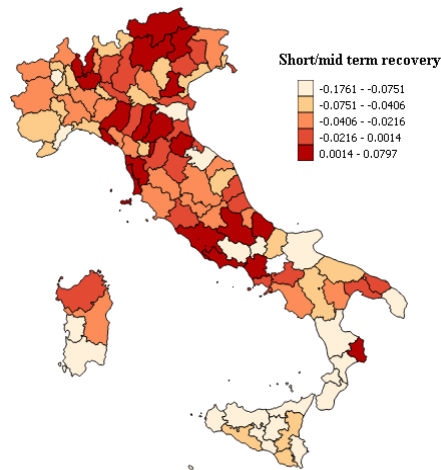 Short/mid term recovery
-0.1761 - -0.0751
-0.0751 - -0.0406
-0.0406 - -0.0216
-0.0216 - 0.0014
0.0014 - 0.0797